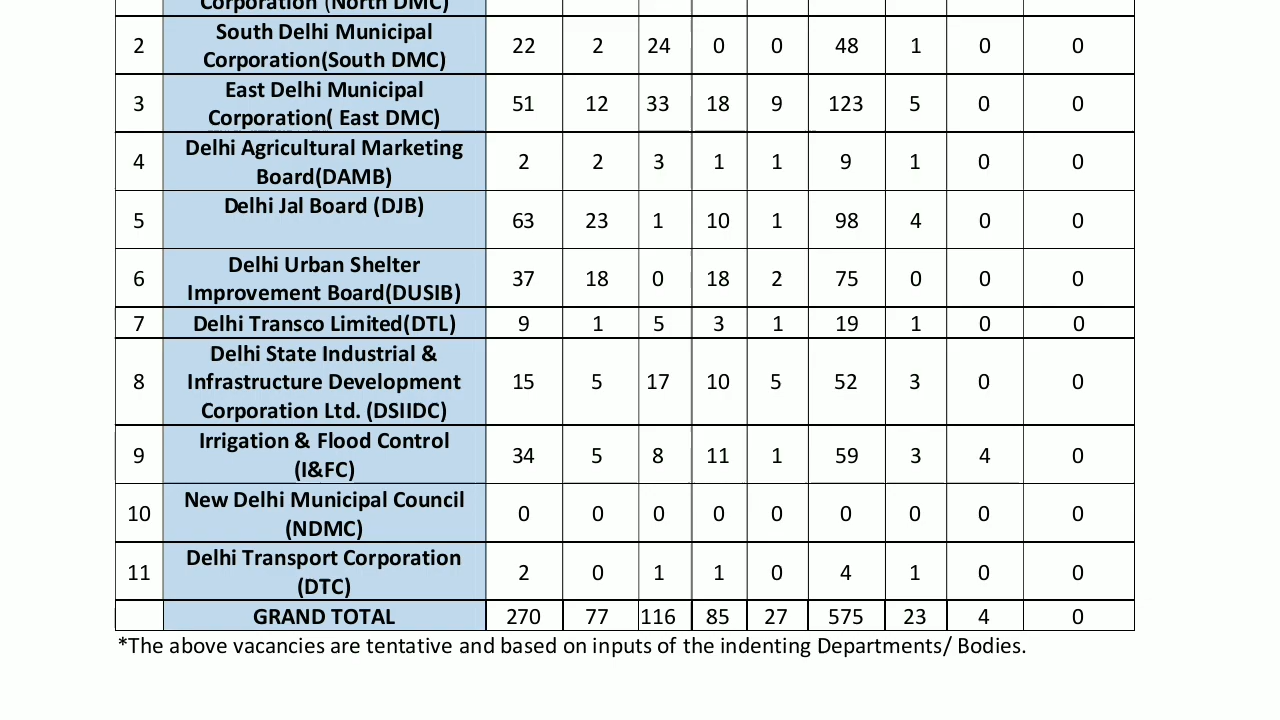 Corporation (North DMC)
2 South Delhi Municipal Corporation(South DMC) 22 2 24 0 0 48 1 0 0
3 East Delhi Municipal Corporation( East DMC) 51 12 33 18 9 123 5 0 0
4 Delhi Agricultural Marketing Board(DAMB) 2 2 3 1 1 9 1 0 0
5 Delhi Jal Board (DJB) 63 23 1 10 1 98 4 0 0
6 Delhi Urban Shelter Improvement Board(DUSIB) 37 18 0 18 2 75 0 0 0
7 Delhi Transco Limited(DTL) 9 1 5 3 1 19 1 0 0
8 Delhi State Industrial & Infrastructure Development Corporation Ltd. (DSIIDC) 15 5 17 10 5 52 3 0 0
9 Irrigation & Flood Control (I&FC) 34 5 8 11 1 59 3 4 0
10 New Delhi Municipal Council (NDMC) 0 0 0 0 0 0 0 0 0
11 Delhi Transport Corporation (DTC) 2 0 1 1 0 4 1 0 0
GRAND TOTAL 270 77 116 85 27 575 23 4 0
*The above vacancies are tentative and based on inputs of the indenting Departments/ Bodies.